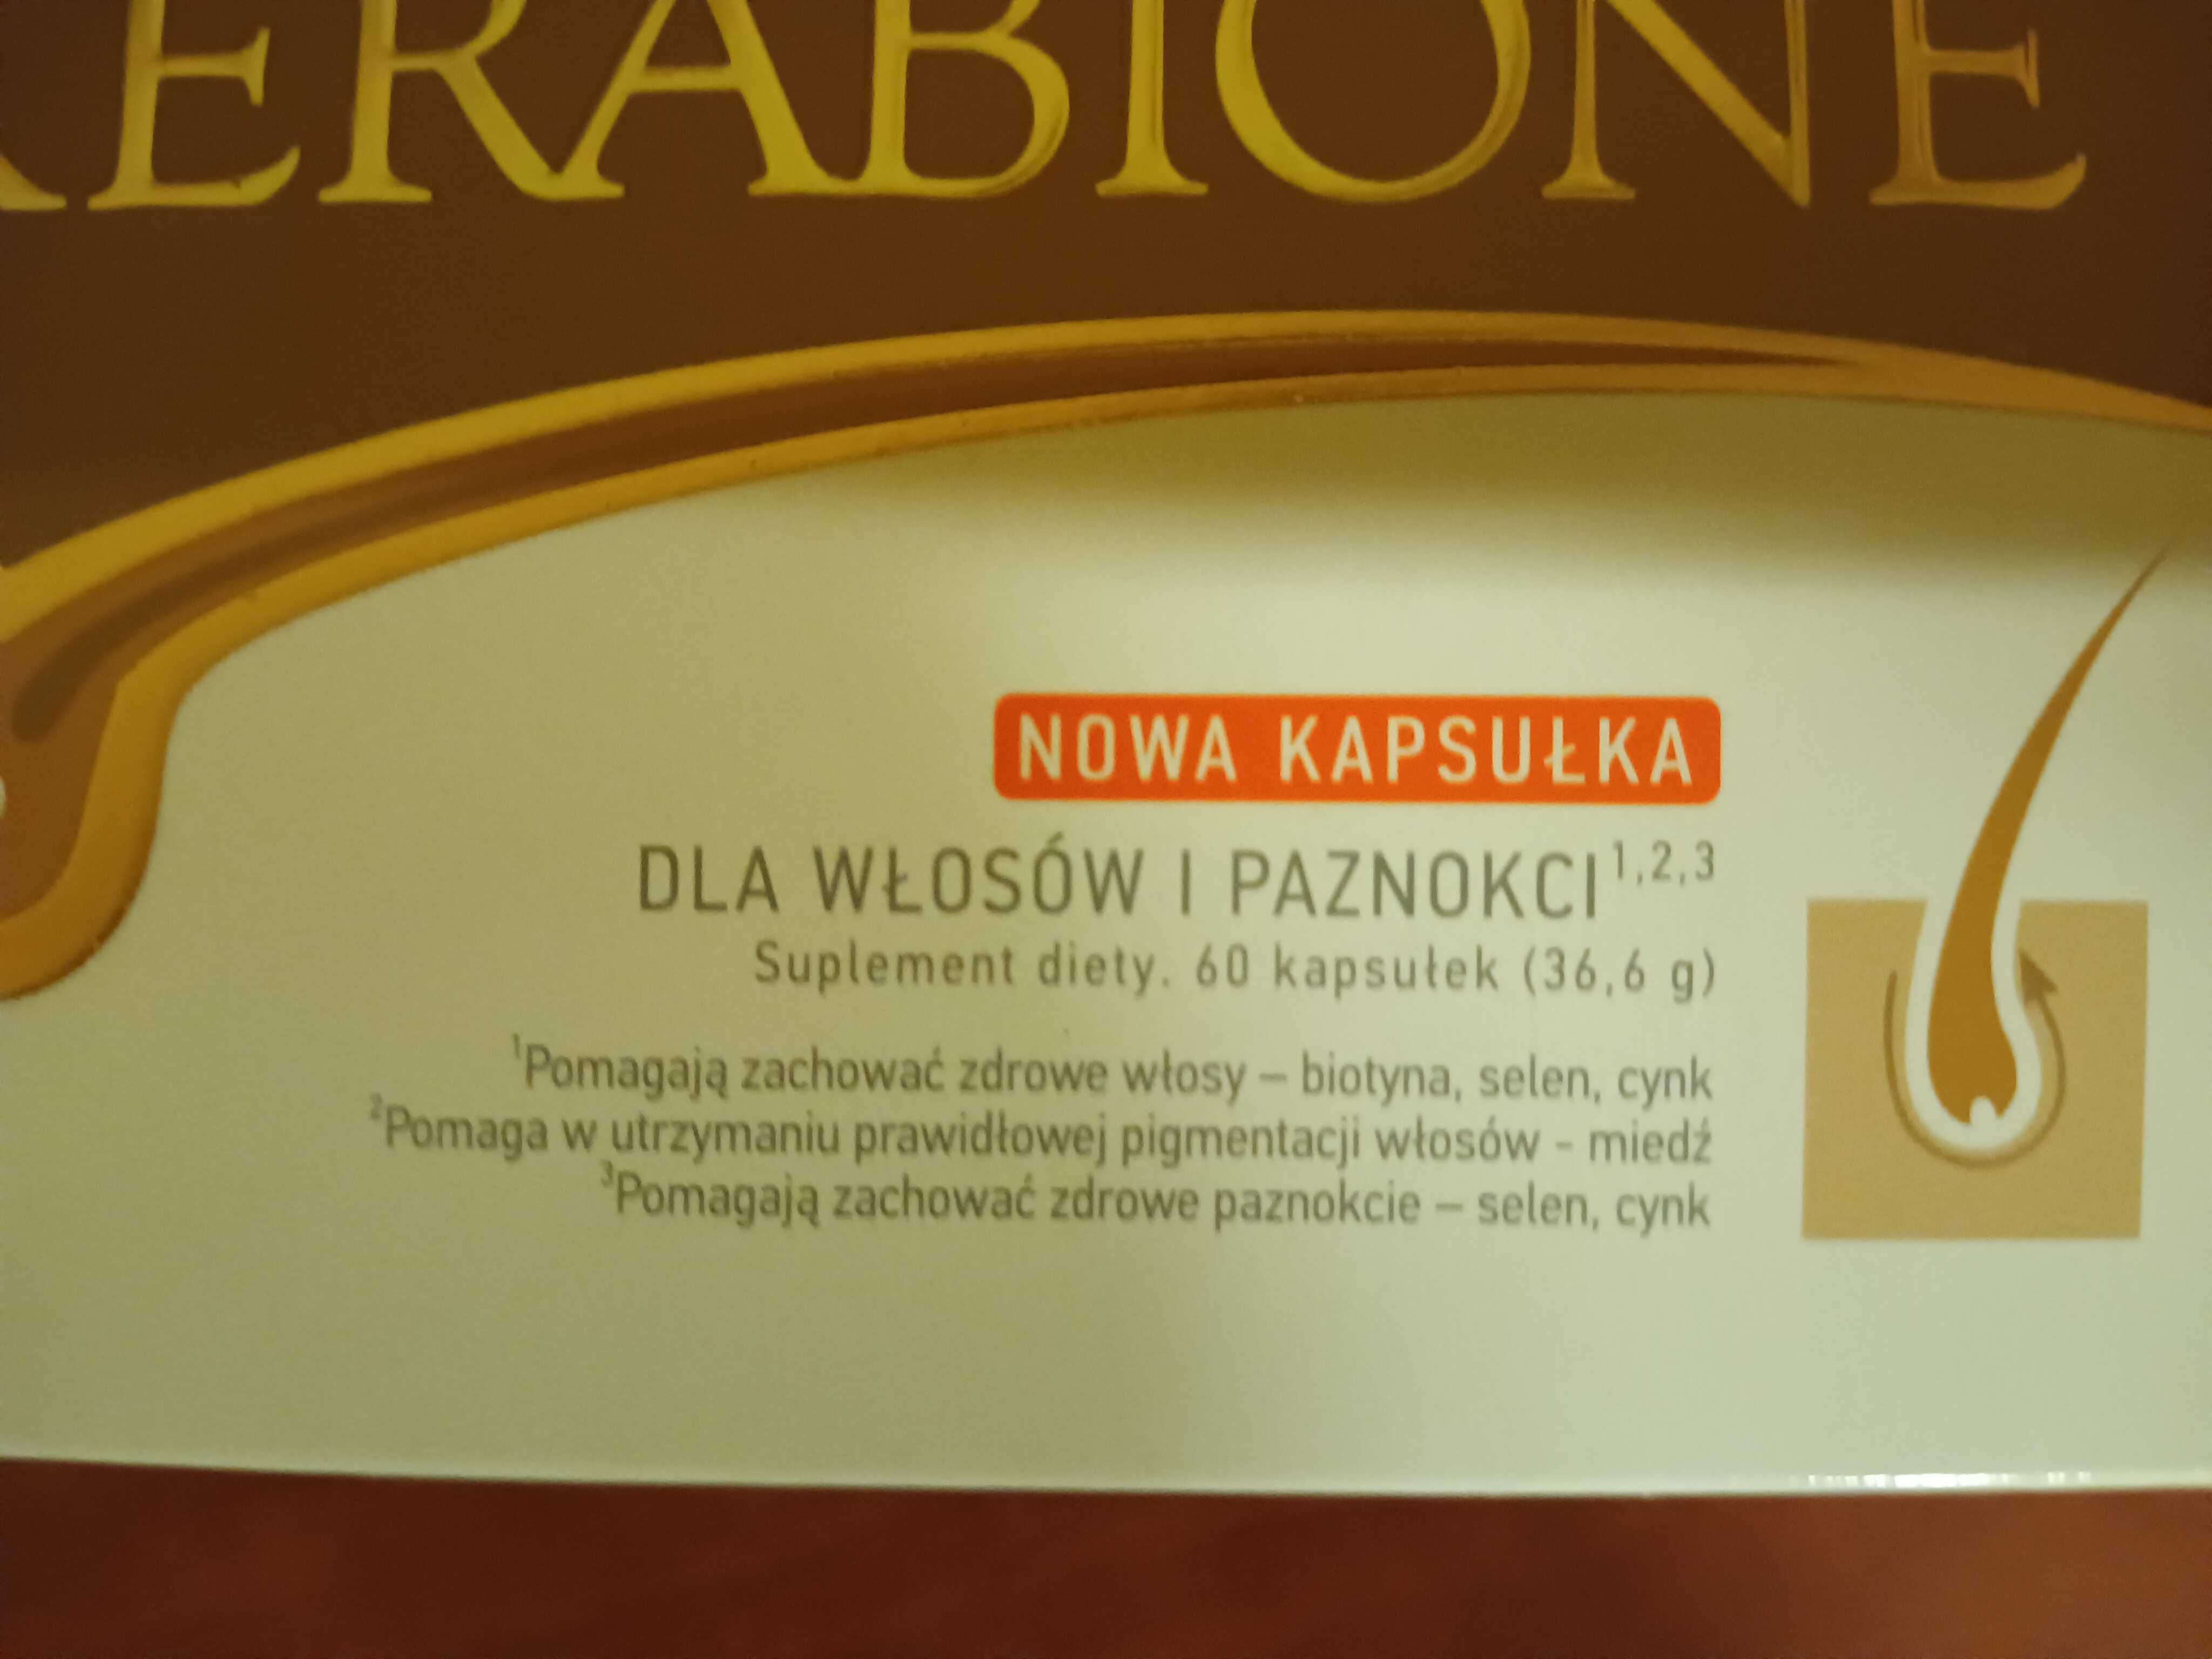 KERABIONE
NOWA KAPSUŁKA
DLA WŁOSÓW I PAZNOKCI¹,²,³
Suplement diety. 60 kapsułek (36,6 g)
¹Pomagają zachować zdrowe włosy – biotyna, selen, cynk
²Pomaga w utrzymaniu prawidłowej pigmentacji włosów - miedź
³Pomagają zachować zdrowe paznokcie – selen, cynk